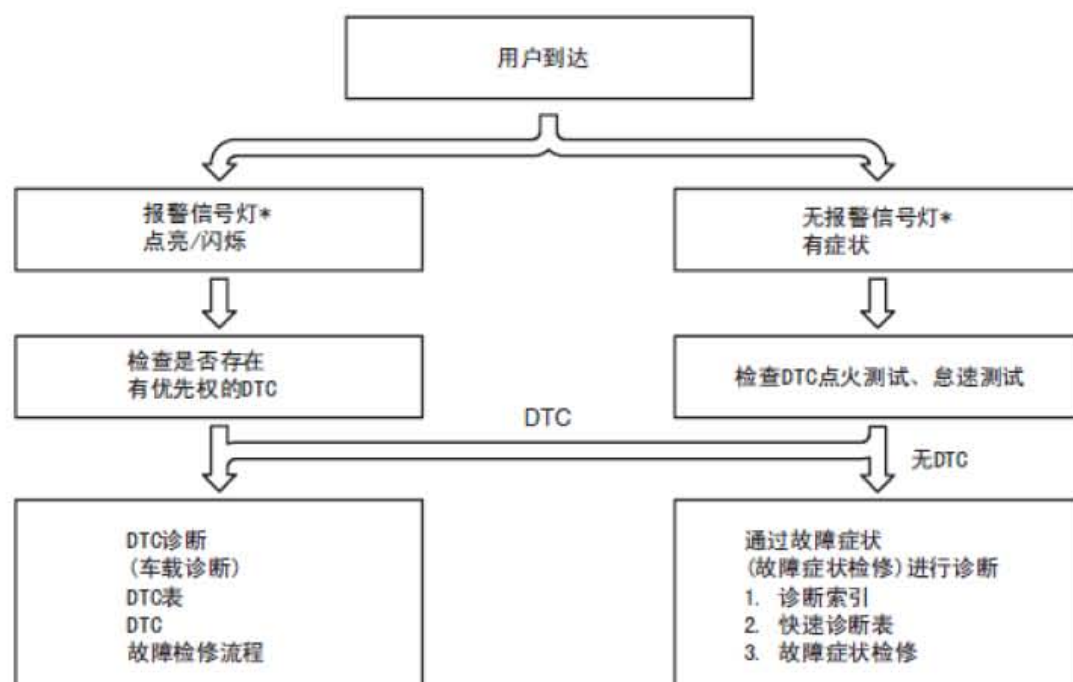 用户到达
报警信号灯*
点亮/闪烁
无报警信号灯*
有症状
检查是否存在
有优先权的DTC
检查DTC点火测试、怠速测试
DTC
无DTC
DTC诊断
(车载诊断)
DTC表
DTC
故障检修流程
通过故障症状
(故障症状检修)进行诊断
1. 诊断索引
2. 快速诊断表
3. 故障症状检修